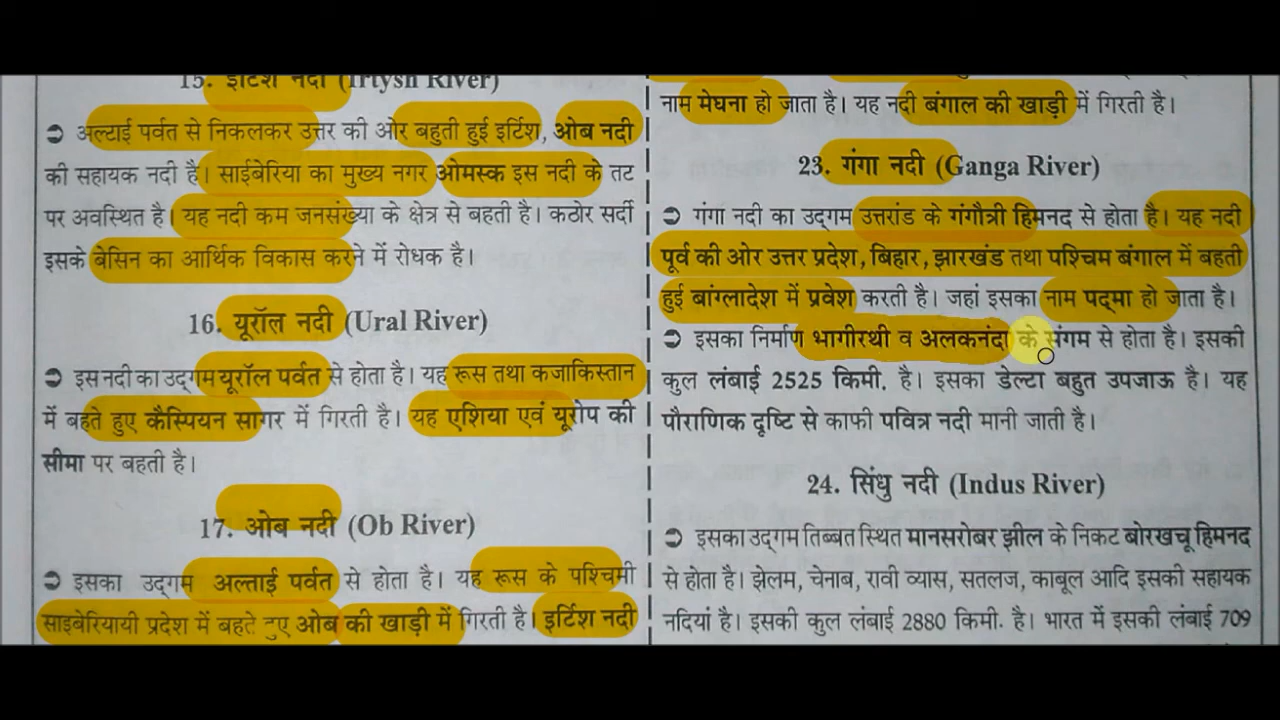 15. इर्टिश नदी (Irtysh River)
➲ अल्टाई पर्वत से निकलकर उत्तर की ओर बहुती हुई इर्टिश, ओब नदी
की सहायक नदी है। साईबेरिया का मुख्य नगर ओमस्क इस नदी के तट
पर अवस्थित है। यह नदी कम जनसंख्या के क्षेत्र से बहती है। कठोर सर्दी
इसके बेसिन का आर्थिक विकास करने में रोधक है।
16. यूरॉल नदी (Ural River)
➲ इस नदी का उद्गम यूरॉल पर्वत से होता है। यह रूस तथा कजाकिस्तान
में बहते हुए कैस्पियन सागर में गिरती है। यह एशिया एवं यूरोप की
सीमा पर बहती है।
17. ओब नदी (Ob River)
➲ इसका उद्गम अल्ताई पर्वत से होता है। यह रूस के पश्चिमी
साइबेरियायी प्रदेश में बहते हुए ओब की खाड़ी में गिरती है। इर्टिश नदी
नाम मेघना हो जाता है। यह नदी बंगाल की खाड़ी में गिरती है।
23. गंगा नदी (Ganga River)
➲ गंगा नदी का उद्गम उत्तरांड के गंगौत्री हिमनद से होता है। यह नदी
पूर्व की ओर उत्तर प्रदेश, बिहार, झारखंड तथा पश्चिम बंगाल में बहती
हुई बांग्लादेश में प्रवेश करती है। जहां इसका नाम पद्मा हो जाता है।
➲ इसका निर्माण भागीरथी व अलकनंदा के संगम से होता है। इसकी
कुल लंबाई 2525 किमी. है। इसका डेल्टा बहुत उपजाऊ है। यह
पौराणिक दृष्टि से काफी पवित्र नदी मानी जाती है।
24. सिंधु नदी (Indus River)
➲ इसका उद्गम तिब्बत स्थित मानसरोबर झील के निकट बोरखचू हिमनद
से होता है। झेलम, चेनाब, रावी व्यास, सतलज, काबूल आदि इसकी सहायक
नदियां है। इसकी कुल लंबाई 2880 किमी. है। भारत में इसकी लंबाई 709